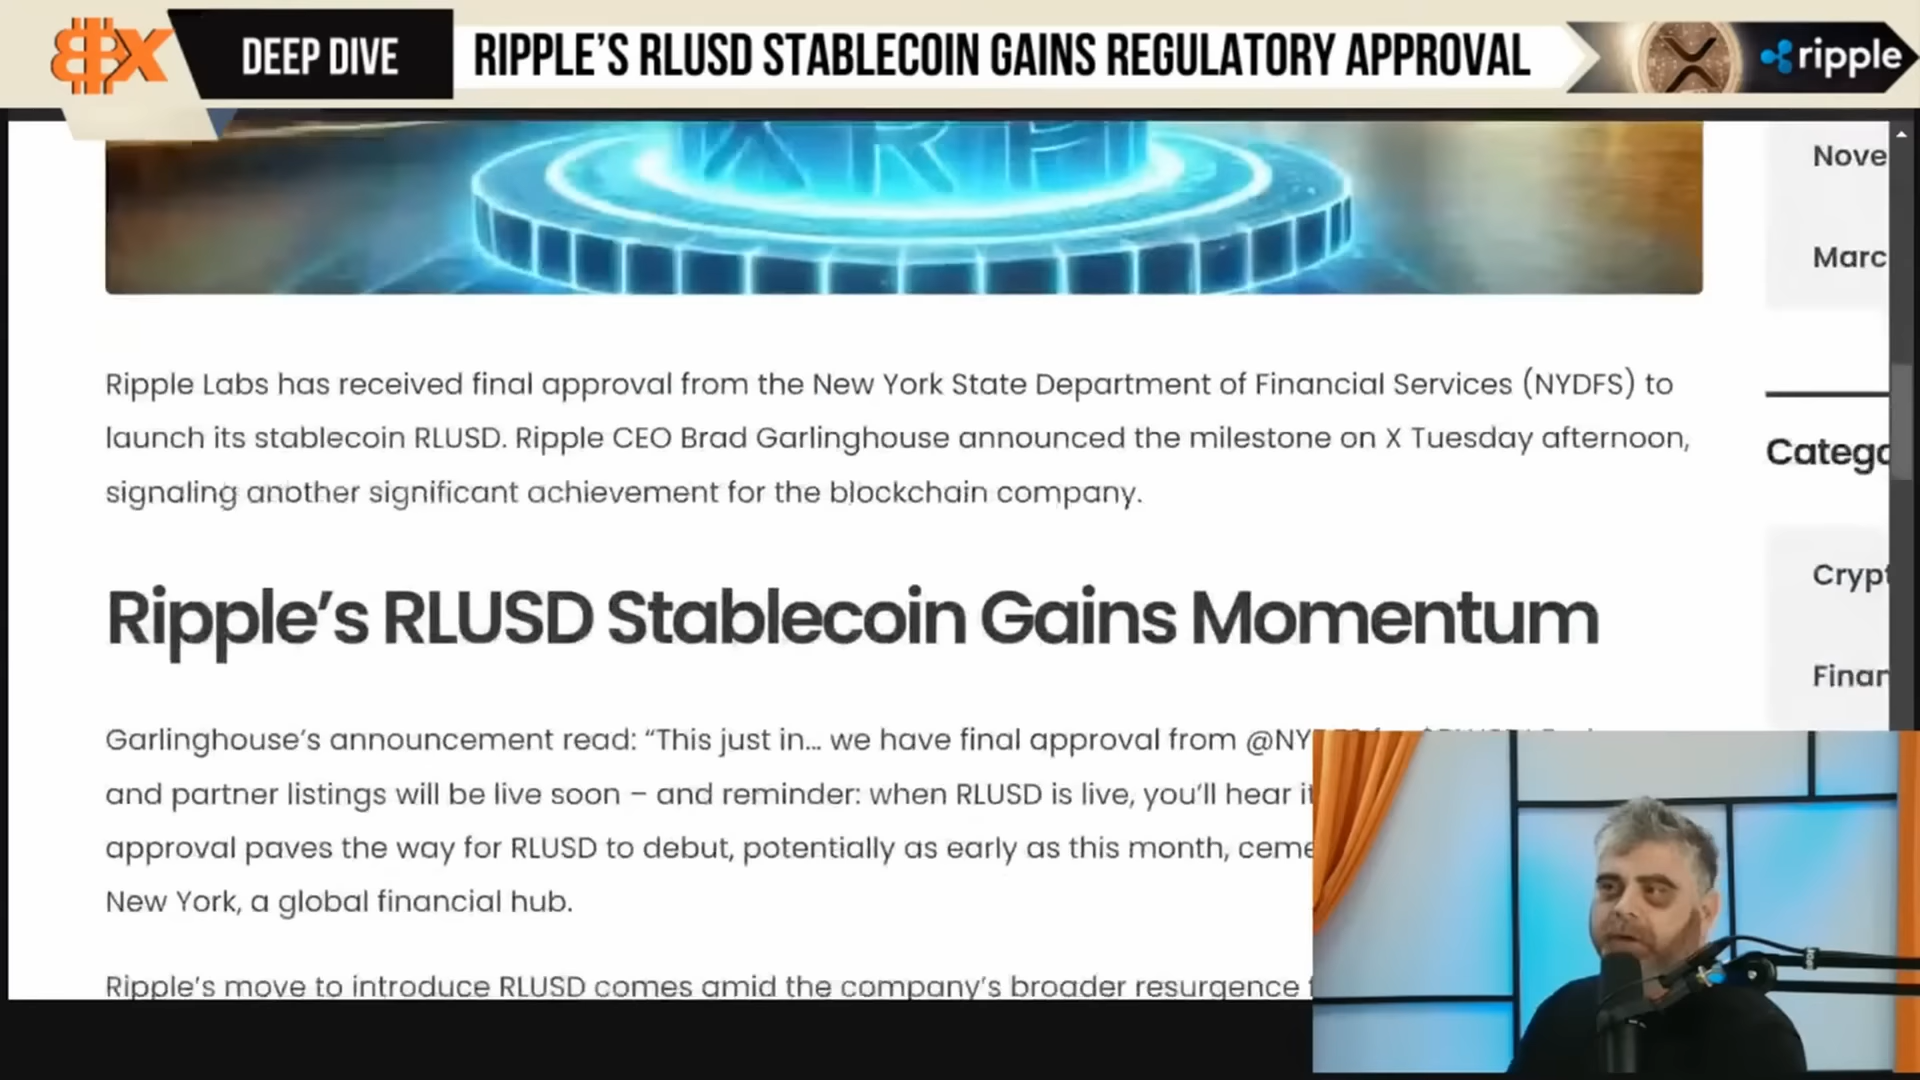 DEEP DIVE
RIPPLE'S RLUSD STABLECOIN GAINS REGULATORY APPROVAL
ripple
XRP
Ripple Labs has received final approval from the New York State Department of Financial Services (NYDFS) to
launch its stablecoin RLUSD. Ripple CEO Brad Garlinghouse announced the milestone on X Tuesday afternoon,
signaling another significant achievement for the blockchain company.
Ripple's RLUSD Stablecoin Gains Momentum
Garlinghouse's announcement read: “This just in... we have final approval from @NY
and partner listings will be live soon – and reminder: when RLUSD is live, you'll hear it
approval paves the way for RLUSD to debut, potentially as early as this month, ceme
New York, a global financial hub.
Ripple's move to introduce RLUSD comes amid the company's broader resurgence
Nove
Marc
Catego
Crypt
Finan